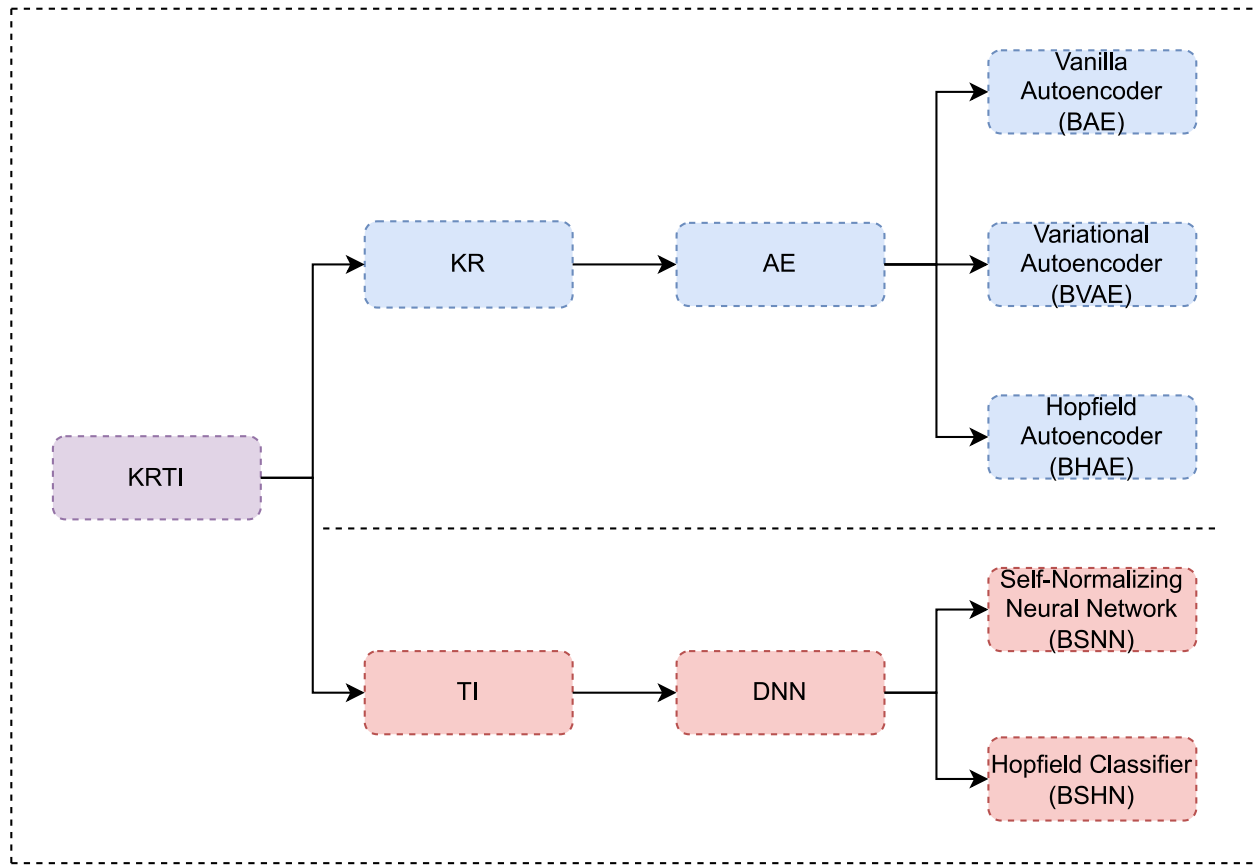 Vanilla
Autoencoder
(BAE)
KR
AE
Variational
Autoencoder
(BVAE)
Hopfield
Autoencoder
(BHAE)
KRTI
Self-Normalizing
Neural Network
(BSNN)
TI
DNN
Hopfield Classifier
(BSHN)